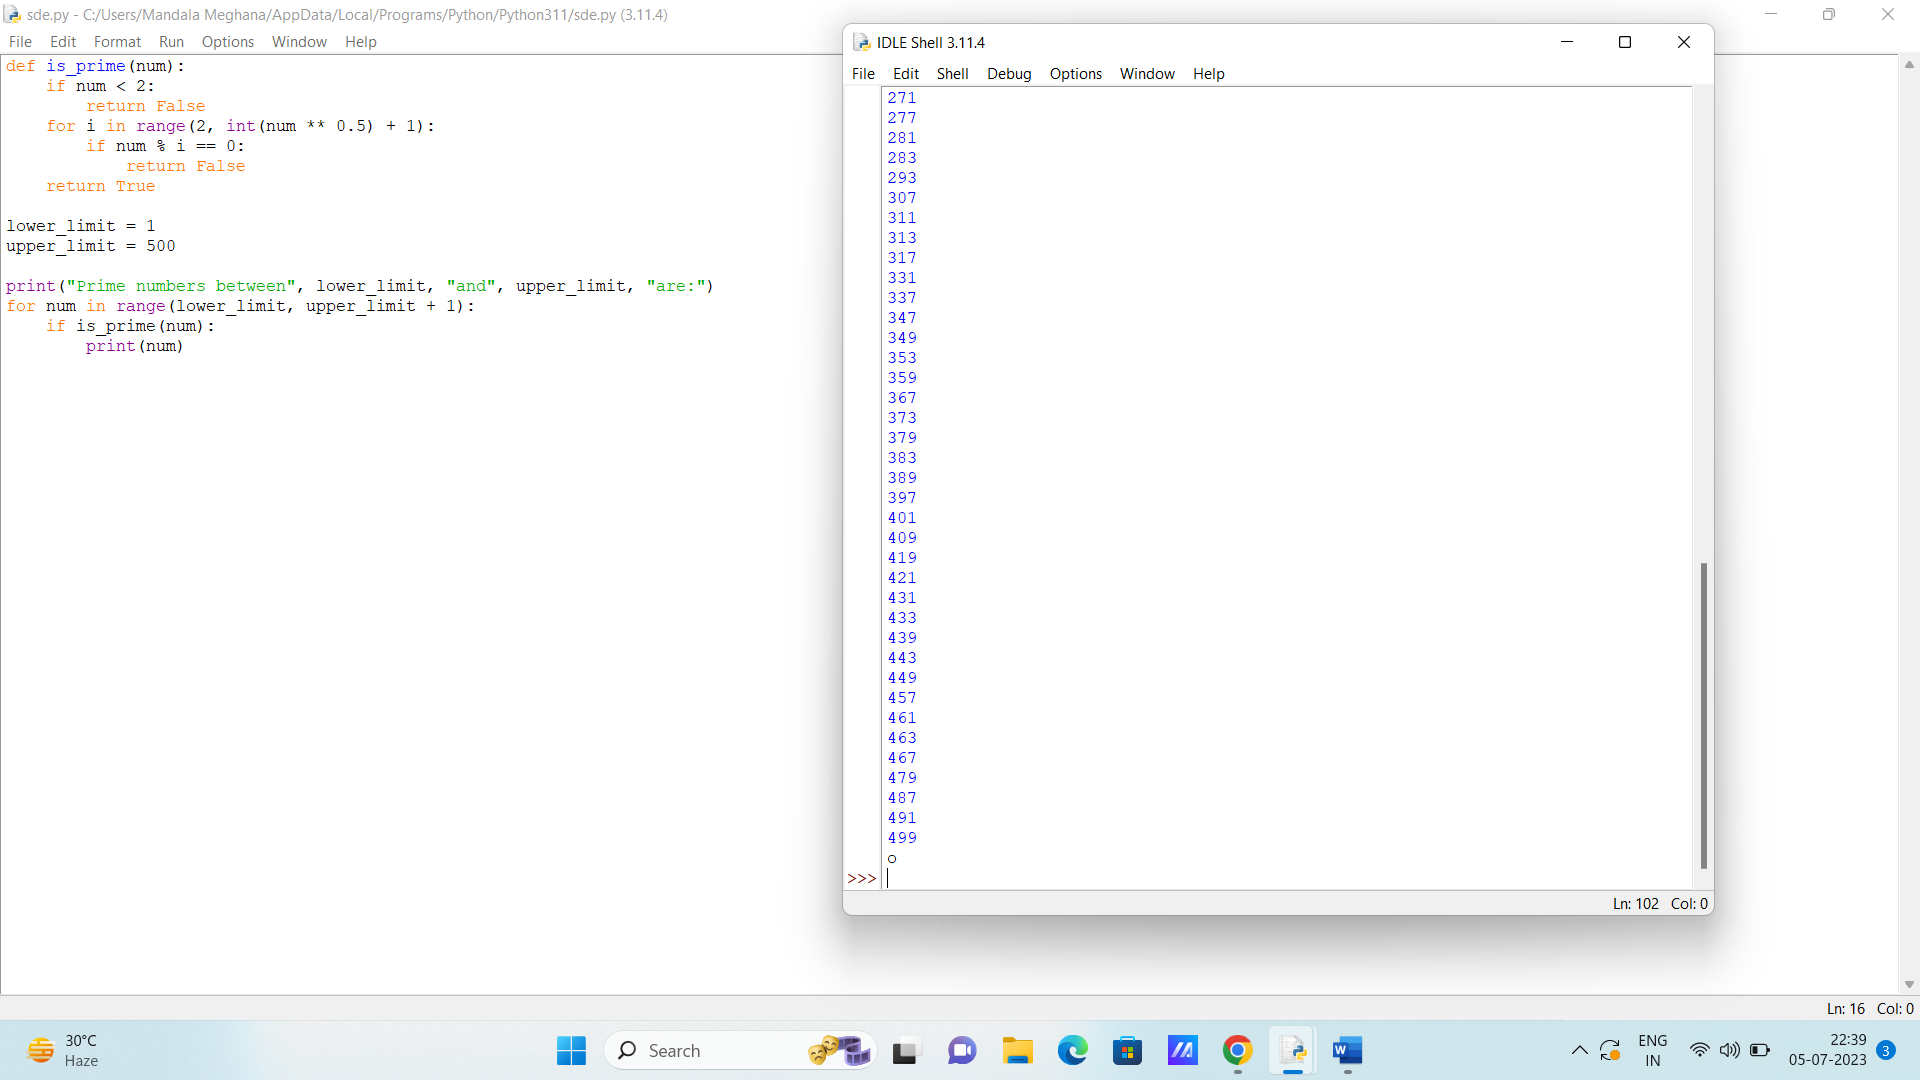 sde.py - C:/Users/Mandala Meghana/AppData/Local/Programs/Python/Python311/sde.py (3.11.4)
File Edit Format Run Options Window Help
def is_prime(num):
    if num < 2:
        return False
    for i in range(2, int(num ** 0.5) + 1):
        if num % i == 0:
            return False
    return True
lower_limit = 1
upper_limit = 500
print("Prime numbers between", lower_limit, "and", upper_limit, "are:")
for num in range(lower_limit, upper_limit + 1):
    if is_prime(num):
        print(num)
IDLE Shell 3.11.4
File Edit Shell Debug Options Window Help
271
277
281
283
293
307
311
313
317
331
337
347
349
353
359
367
373
379
383
389
397
401
409
419
421
431
433
439
443
449
457
461
463
467
479
487
491
499
>>>
Ln: 102 Col: 0
Ln: 16 Col: 0
30°C
Haze
Search
W
ENG
IN
22:39
05-07-2023
3